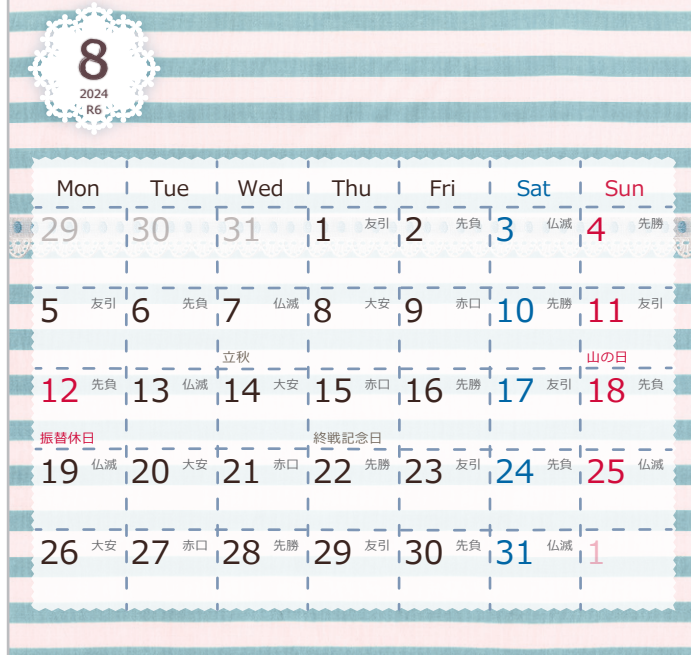 8
2024
R6
Mon Tue Wed Thu Fri Sat Sun
29 30 31 1 友引 2 先負 3 仏滅 4 先勝
5 友引 6 先負 7 仏滅 8 大安 9 赤口 10 先勝 11 友引
立秋 山の日
12 先負 13 仏滅 14 大安 15 赤口 16 先勝 17 友引 18 先負
振替休日 終戦記念日
19 仏滅 20 大安 21 赤口 22 先勝 23 友引 24 先負 25 仏滅
26 大安 27 赤口 28 先勝 29 友引 30 先負 31 仏滅 1